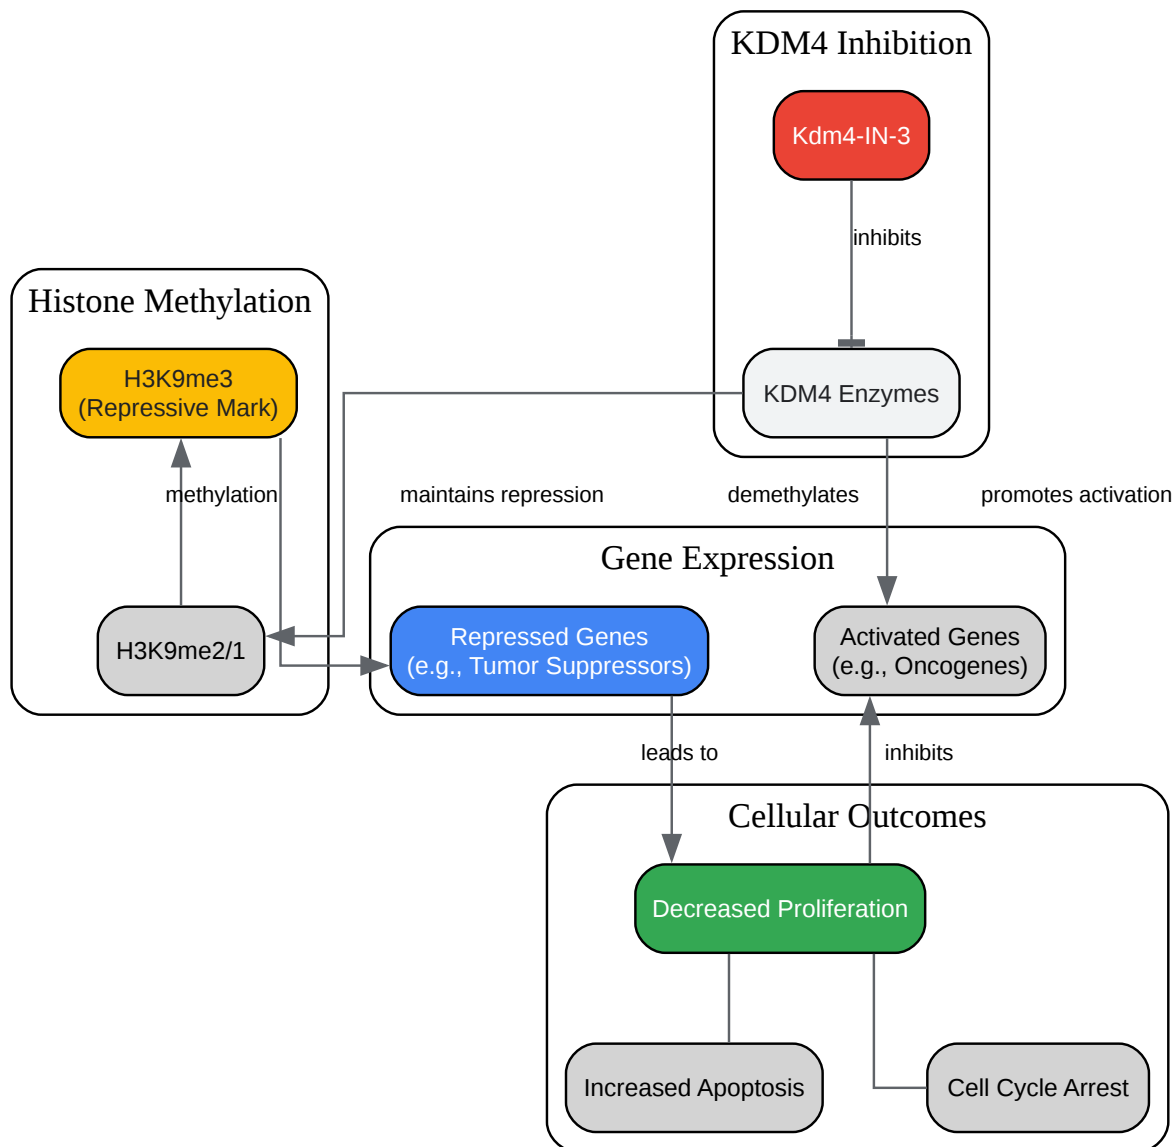 KDM4 Inhibition
Kdm4-IN-3
inhibits
Histone Methylation
H3K9me3
(Repressive Mark)
KDM4 Enzymes
methylation
maintains repression
demethylates
promotes activation
Gene Expression
H3K9me2/1
Repressed Genes
(e.g., Tumor Suppressors)
Activated Genes
(e.g., Oncogenes)
leads to
inhibits
Cellular Outcomes
Decreased Proliferation
Increased Apoptosis
Cell Cycle Arrest